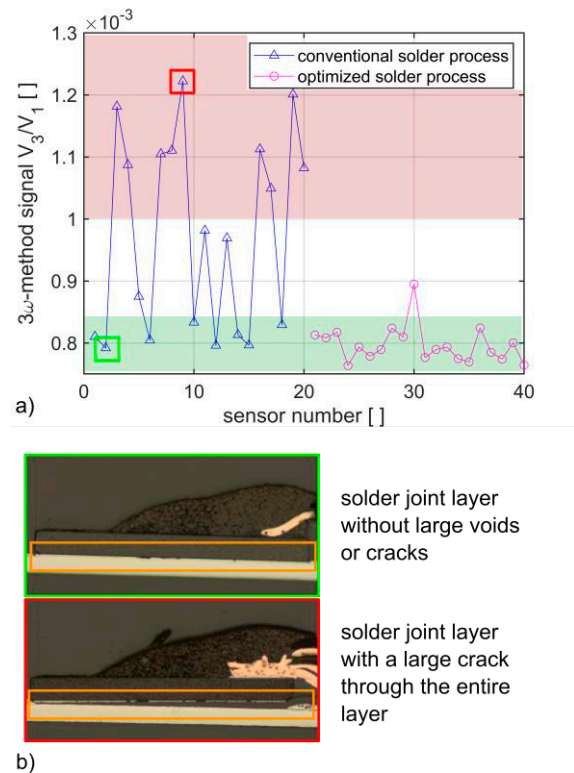 a)
×10⁻³
1.3
1.2
1.1
1
0.9
0.8
3ω-method signal V₃/V₁ [ ]
conventional solder process
optimized solder process
0
10
20
30
40
sensor number [ ]
solder joint layer
without large voids
or cracks
solder joint layer
with a large crack
through the entire
layer
b)